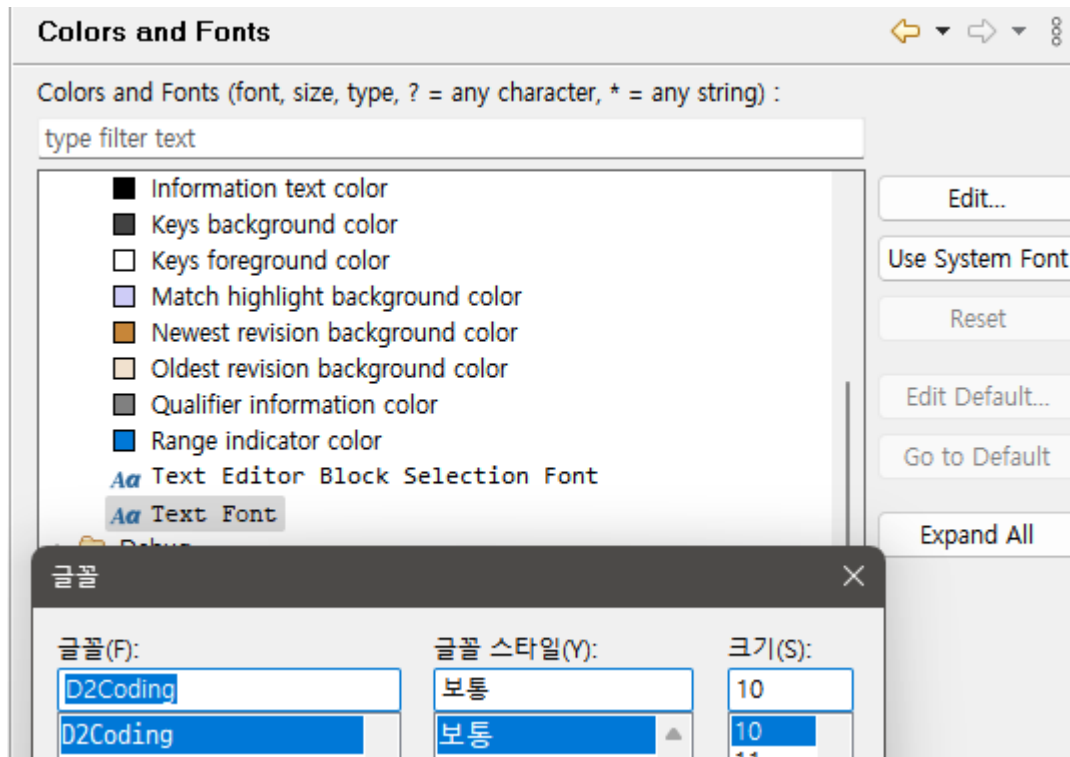 Colors and Fonts
Colors and Fonts (font, size, type, ? = any character, * = any string) :
type filter text
Information text color
Keys background color
Keys foreground color
Match highlight background color
Newest revision background color
Oldest revision background color
Qualifier information color
Range indicator color
Aa Text Editor Block Selection Font
Aa Text Font
Edit...
Use System Font
Reset
Edit Default...
Go to Default
Expand All
글꼴
글꼴(F):
글꼴 스타일(Y):
크기(S):
D2Coding
보통
10
D2Coding
보통
10